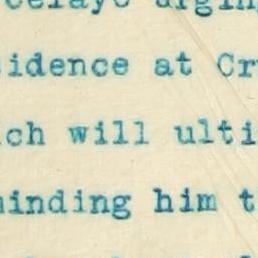 idence at Cr
ch will ulti
inding him t